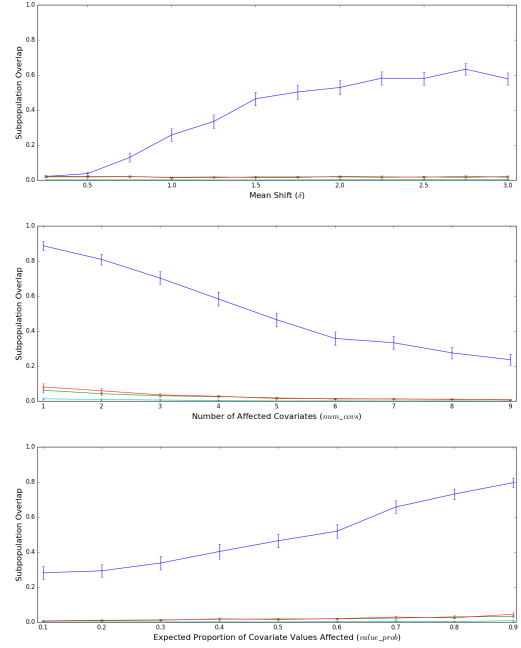 1.0
0.8
0.6
0.4
0.2
0.0
Subpopulation Overlap
0.5 1.0 1.5 2.0 2.5 3.0
Mean Shift (δ)
1.0
0.8
0.6
0.4
0.2
0.0
Subpopulation Overlap
1 2 3 4 5 6 7 8 9
Number of Affected Covariates (num_covs)
1.0
0.8
0.6
0.4
0.2
0.0
Subpopulation Overlap
0.1 0.2 0.3 0.4 0.5 0.6 0.7 0.8 0.9
Expected Proportion of Covariate Values Affected (value_prob)